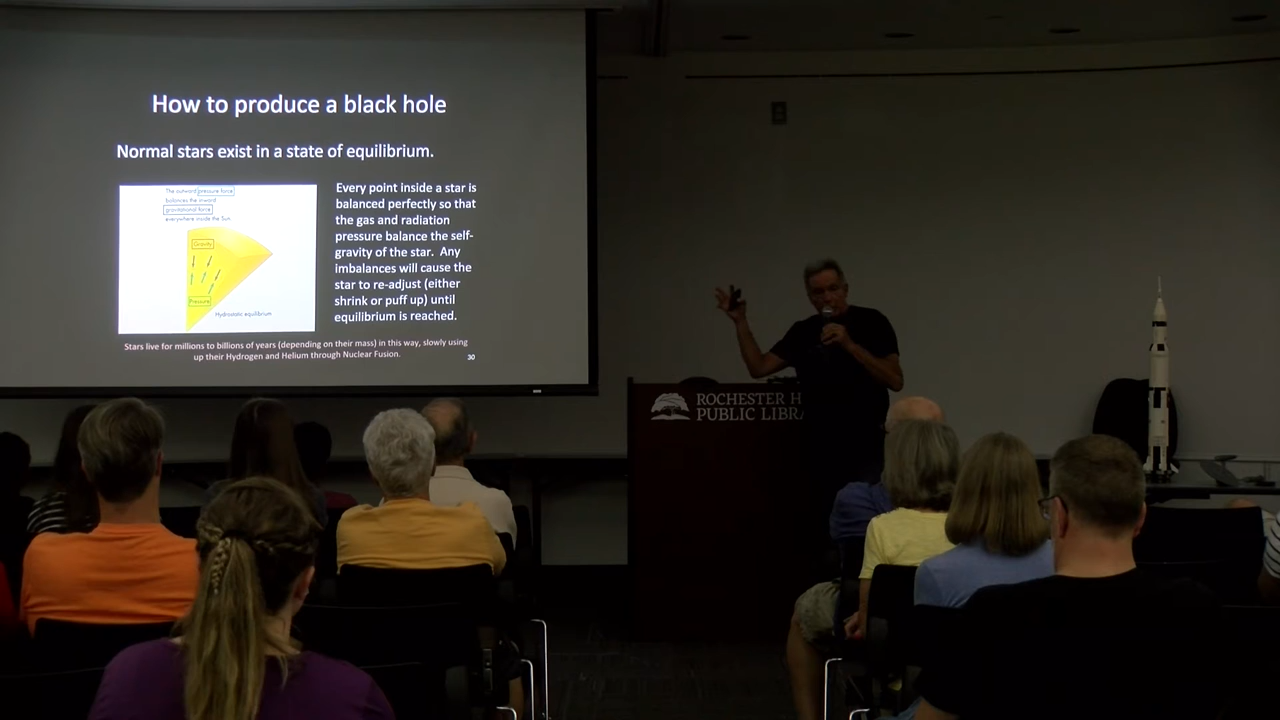 How to produce a black hole
Normal stars exist in a state of equilibrium.
The outward pressure force
balances the inward
gravitational force
everywhere inside the Sun.
Gravity
Pressure
Hydrostatic equilibrium
Every point inside a star is
balanced perfectly so that
the gas and radiation
pressure balance the self-
gravity of the star. Any
imbalances will cause the
star to re-adjust (either
shrink or puff up) until
equilibrium is reached.
Stars live for millions to billions of years (depending on their mass) in this way, slowly using
up their Hydrogen and Helium through Nuclear Fusion.
30
ROCHESTER H
PUBLIC LIBRA